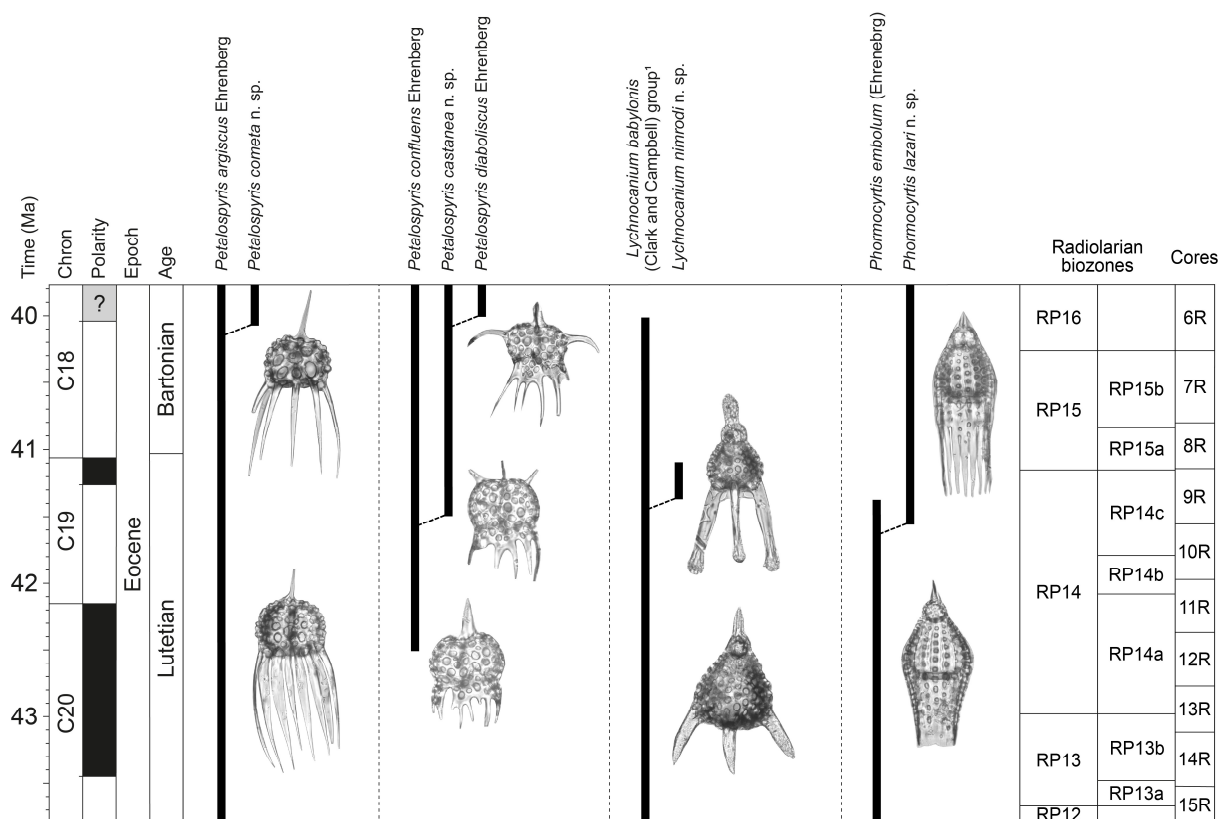 Time (Ma)
Chron
Polarity
Epoch
Age
Petalospyris argiscus Ehrenberg
Petalospyris cometa n. sp.
Petalospyris confluens Ehrenberg
Petalospyris castanea n. sp.
Petalospyris diaboliscus Ehrenberg
Lychnocanium babylonis
(Clark and Campbell) group¹
Lychnocanium nimrodi n. sp.
Phormocyrtis embolum (Ehrenebrg)
Phormocyrtis lazari n. sp.
Radiolarian
biozones
Cores
40
41
42
43
C18
C19
C20
?
Eocene
Bartonian
Lutetian
RP16
RP15
RP14
RP13
RP12
RP15b
RP15a
RP14c
RP14b
RP14a
RP13b
RP13a
6R
7R
8R
9R
10R
11R
12R
13R
14R
15R